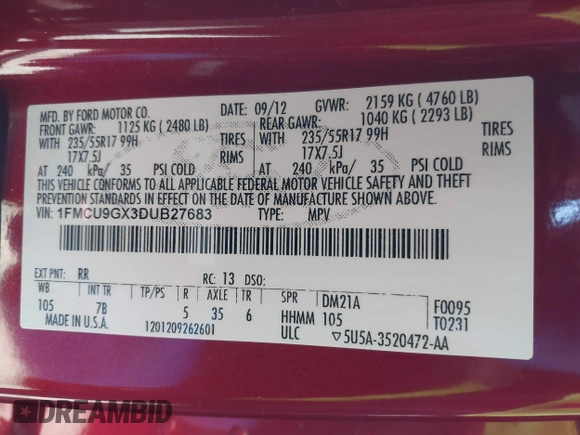 MFD. BY FORD MOTOR CO.
DATE: 09/12 GVWR: 2159 KG ( 4760 LB)
FRONT GAWR: 1125 KG ( 2480 LB) REAR GAWR: 1040 KG ( 2293 LB)
WITH 235/55R17 99H TIRES WITH 235/55R17 99H TIRES
17X7.5J RIMS 17X7.5J RIMS
AT 240 kPa/ 35 PSI COLD AT 240 kPa/ 35 PSI COLD
THIS VEHICLE CONFORMS TO ALL APPLICABLE FEDERAL MOTOR VEHICLE SAFETY AND THEFT
PREVENTION STANDARDS IN EFFECT ON THE DATE OF MANUFACTURE SHOWN ABOVE.
VIN: 1FMCU9GX3DUB27683 TYPE: MPV
EXT PNT: RR RC: 13 DSO:
WB INT TR TP/PS R AXLE TR SPR DM21A F0095
105 7B 5 35 6 HHMM 105 T0231
MADE IN U.S.A. 1201209262601 ULC ▽5U5A-3520472-AA
DREAMBID